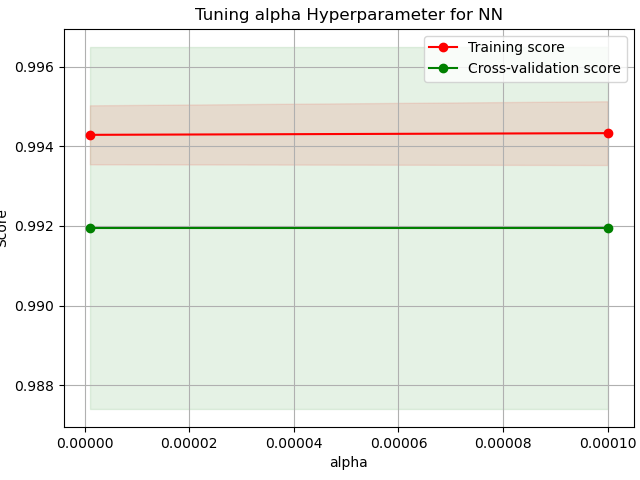 Tuning alpha Hyperparameter for NN
Training score
Cross-validation score
0.996
0.994
0.992
0.990
0.988
Score
0.00000
0.00002
0.00004
0.00006
0.00008
0.00010
alpha